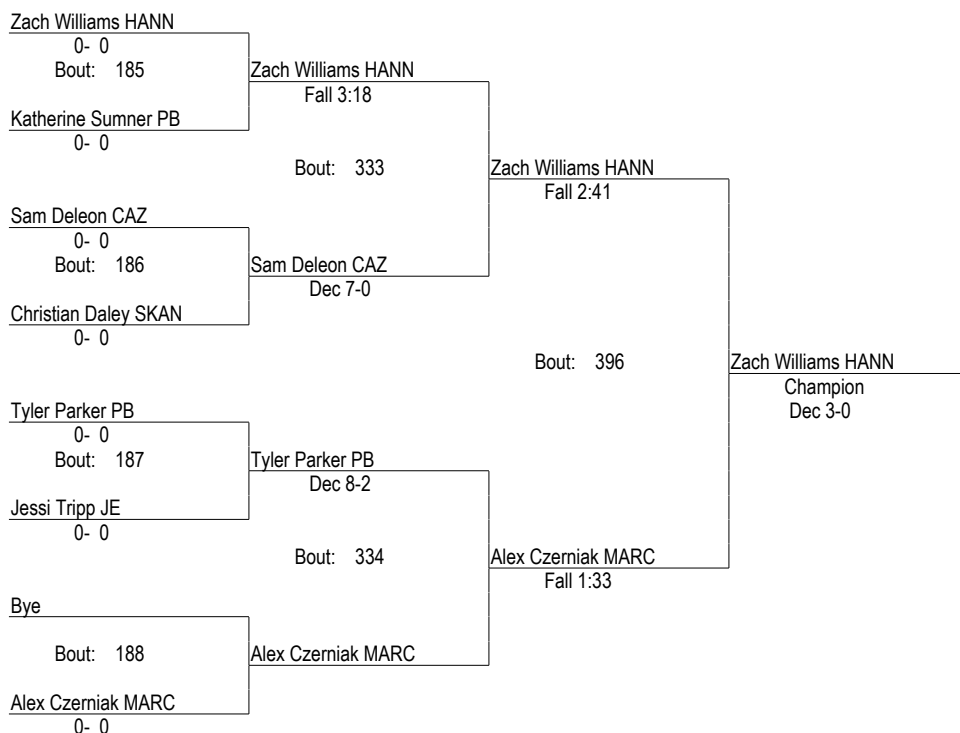 Zach Williams HANN
0- 0
Bout: 185
Zach Williams HANN
Fall 3:18
Katherine Sumner PB
0- 0
Bout: 333
Zach Williams HANN
Fall 2:41
Sam Deleon CAZ
0- 0
Bout: 186
Sam Deleon CAZ
Dec 7-0
Christian Daley SKAN
0- 0
Bout: 396
Zach Williams HANN
Champion
Dec 3-0
Tyler Parker PB
0- 0
Bout: 187
Tyler Parker PB
Dec 8-2
Jessi Tripp JE
0- 0
Bout: 334
Alex Czerniak MARC
Fall 1:33
Bye
Bout: 188
Alex Czerniak MARC
Alex Czerniak MARC
0- 0